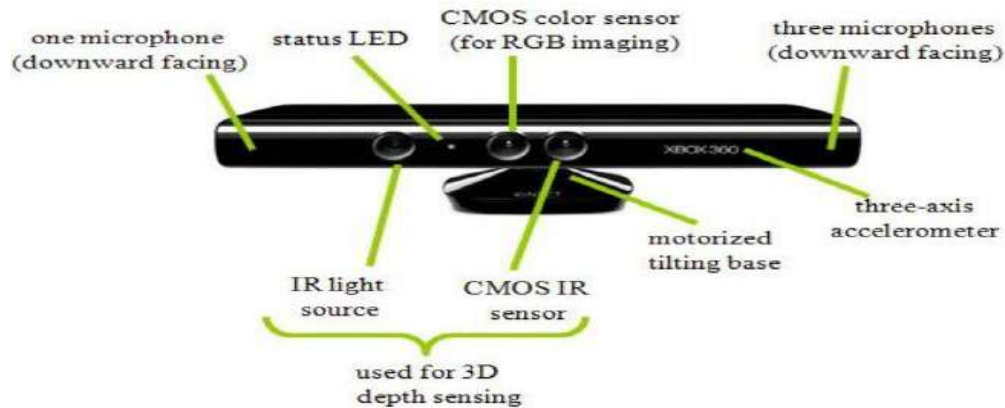 one microphone
(downward facing)
status LED
CMOS color sensor
(for RGB imaging)
three microphones
(downward facing)
XBOX 360
KINECT
three-axis
accelerometer
motorized
tilting base
IR light
source
CMOS IR
sensor
used for 3D
depth sensing